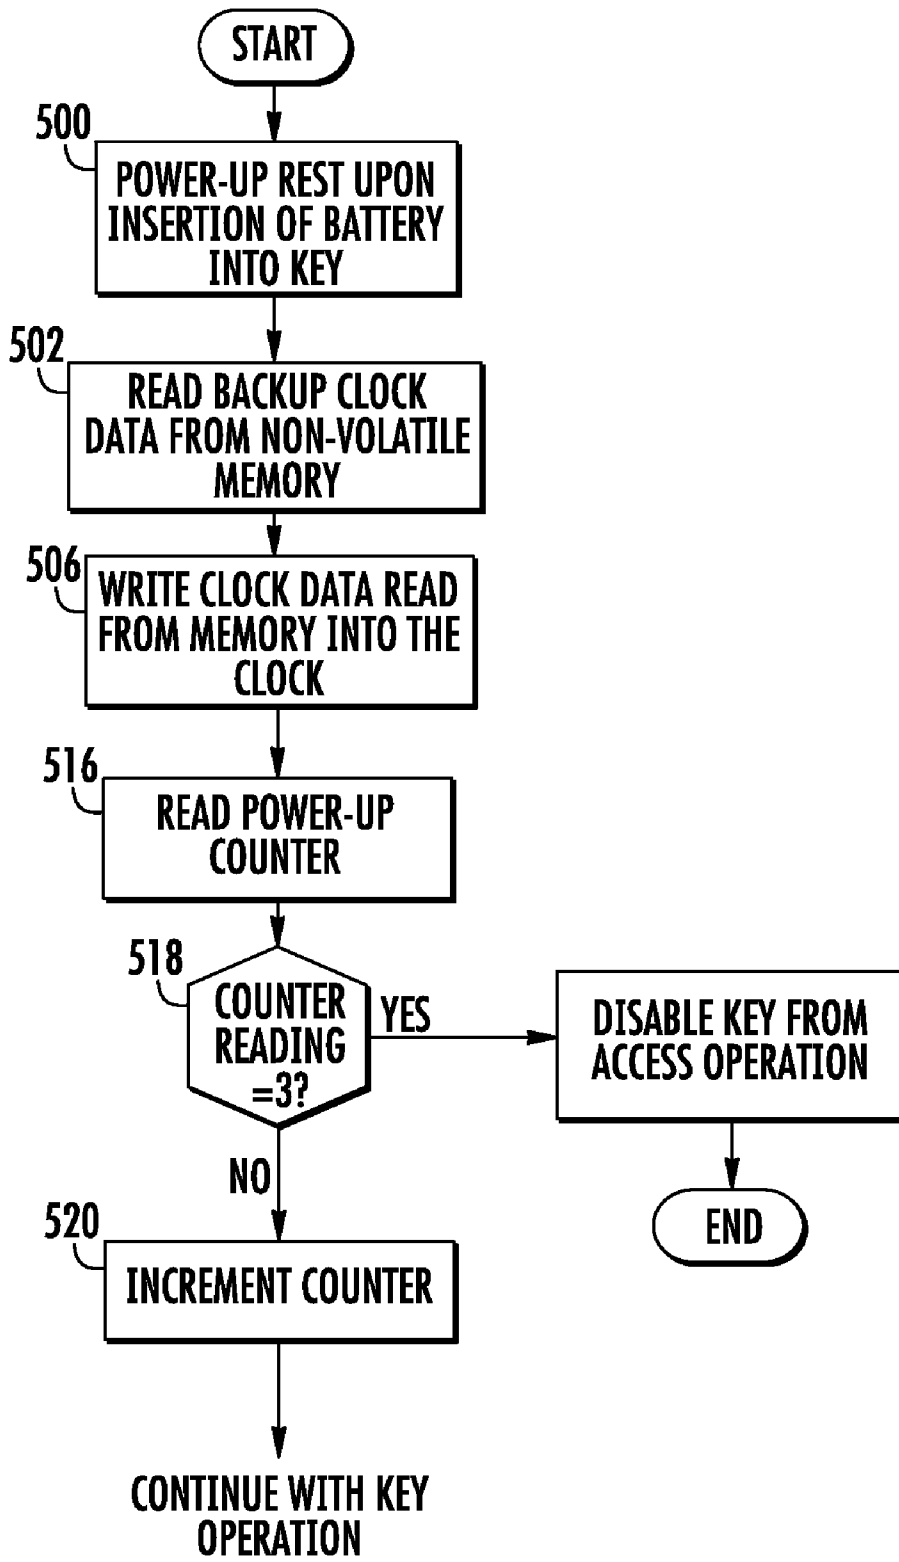 START
500
POWER-UP REST UPON
INSERTION OF BATTERY
INTO KEY
502
READ BACKUP CLOCK
DATA FROM NON-VOLATILE
MEMORY
506
WRITE CLOCK DATA READ
FROM MEMORY INTO THE
CLOCK
516
READ POWER-UP
COUNTER
518
COUNTER
READING
=3?
YES
DISABLE KEY FROM
ACCESS OPERATION
END
NO
520
INCREMENT COUNTER
CONTINUE WITH KEY
OPERATION